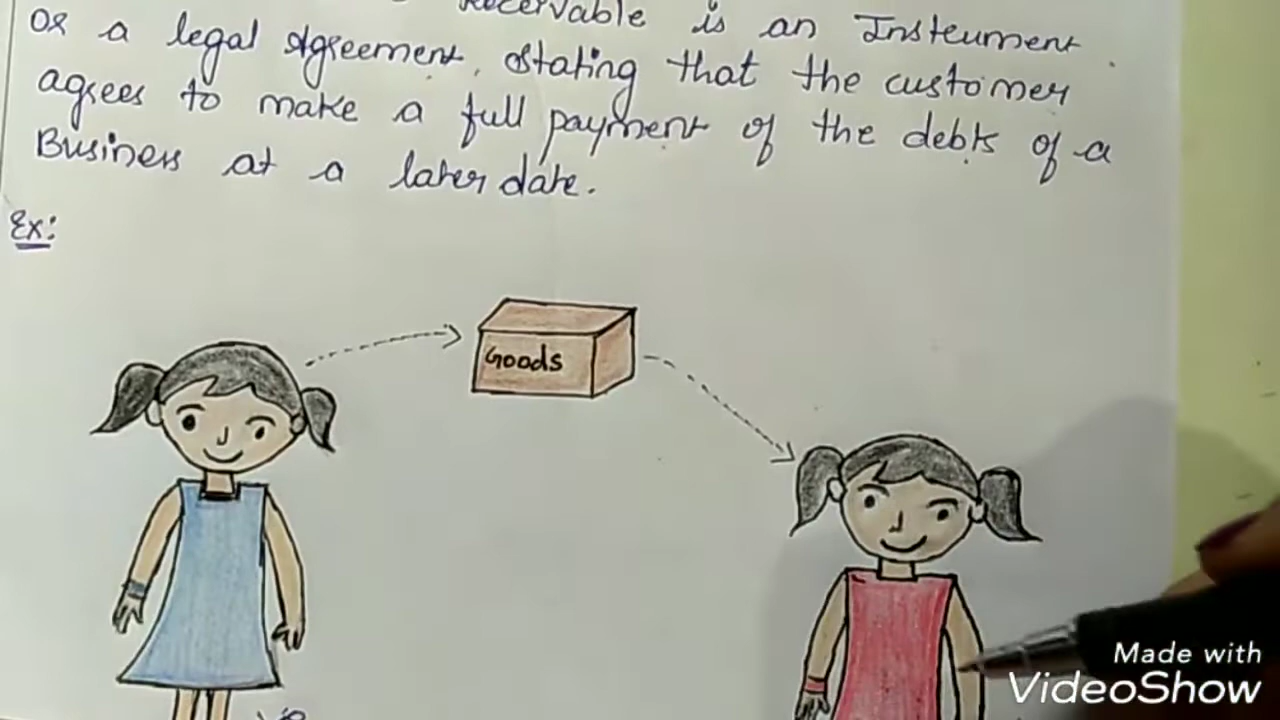 Receivable is an Instrument
or a legal Agreement, stating that the customer
agrees to make a full payment of the debts of a
Business at a later date.
Ex:
Goods
Made with
VideoShow